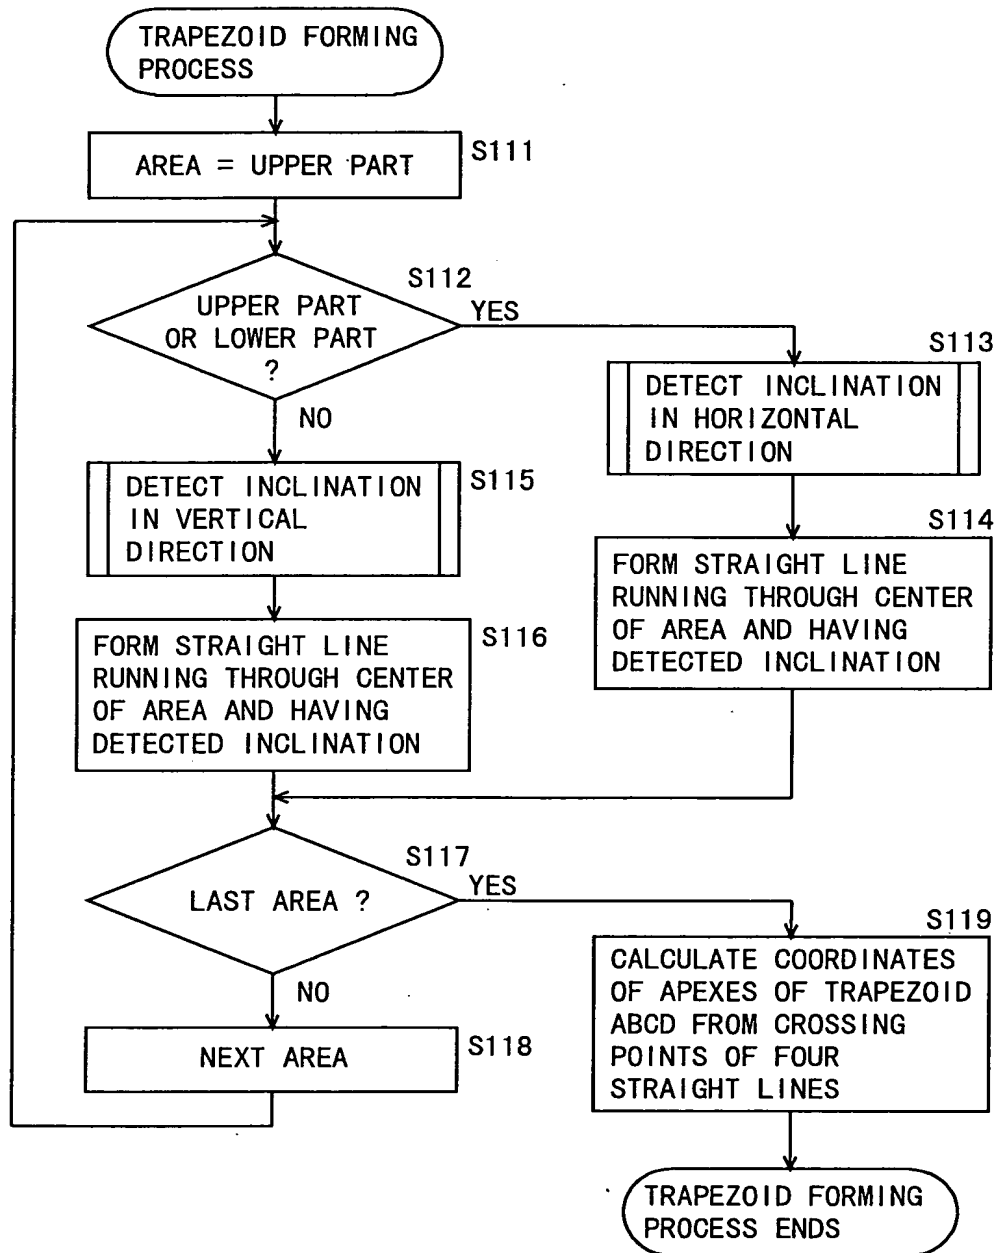 TRAPEZOID FORMING
PROCESS
AREA = UPPER PART
S111
S112
UPPER PART
OR LOWER PART
?
YES
NO
S113
DETECT INCLINATION
IN HORIZONTAL
DIRECTION
S114
FORM STRAIGHT LINE
RUNNING THROUGH CENTER
OF AREA AND HAVING
DETECTED INCLINATION
S115
DETECT INCLINATION
IN VERTICAL
DIRECTION
S116
FORM STRAIGHT LINE
RUNNING THROUGH CENTER
OF AREA AND HAVING
DETECTED INCLINATION
S117
LAST AREA ?
YES
NO
S118
NEXT AREA
S119
CALCULATE COORDINATES
OF APEXES OF TRAPEZOID
ABCD FROM CROSSING
POINTS OF FOUR
STRAIGHT LINES
TRAPEZOID FORMING
PROCESS ENDS